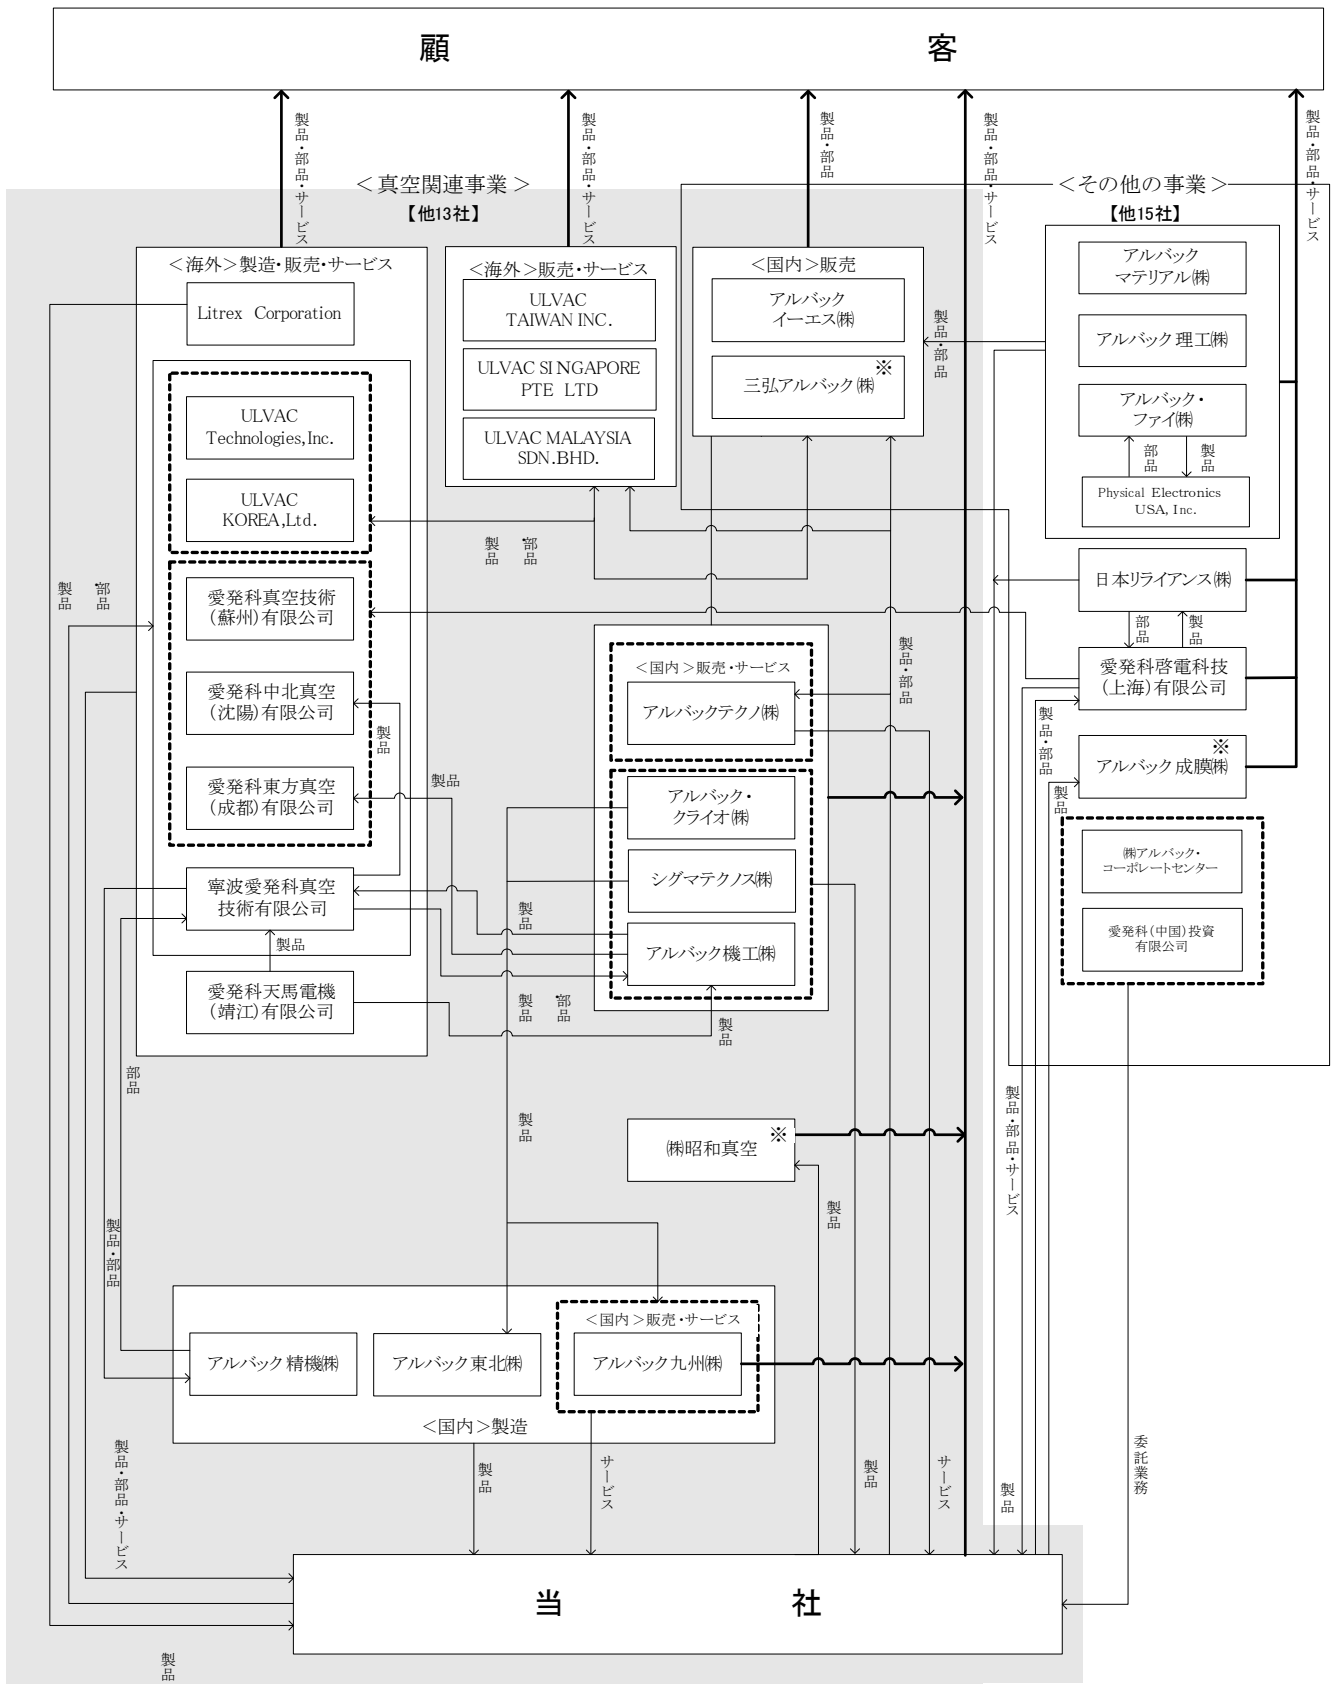 顧客
製品・部品・サービス
製品・部品・サービス
製品・部品
製品・部品・サービス
製品・部品・サービス
＜真空関連事業＞
【他13社】
＜その他の事業＞
【他15社】
＜海外＞製造・販売・サービス
Litrex Corporation
ULVAC
Technologies,Inc.
ULVAC
KOREA,Ltd.
愛発科真空技術
(蘇州)有限公司
愛発科中北真空
(沈陽)有限公司
愛発科東方真空
(成都)有限公司
寧波愛発科真空
技術有限公司
製品
愛発科天馬電機
(靖江)有限公司
製品
製品
＜海外＞販売・サービス
ULVAC
TAIWAN INC.
ULVAC SINGAPORE
PTE LTD
ULVAC MALAYSIA
SDN.BHD.
製品・部品
＜国内＞販売
アルバック
イーエス㈱
三弘アルバック㈱
※
製品・部品
アルバック
マテリアル㈱
アルバック理工㈱
アルバック・
ファイ㈱
部品
製品
Physical Electronics
USA, Inc.
日本リライアンス㈱
部品
製品
愛発科啓電科技
(上海)有限公司
製品・部品
アルバック成膜㈱
※
製品
㈱アルバック・
コーポレートセンター
愛発科(中国)投資
有限公司
製品・部品
＜国内＞販売・サービス
アルバックテクノ㈱
製品・部品
アルバック・
クライオ㈱
シグマテクノス㈱
アルバック機工㈱
製品
製品・部品
製品
製品
部品
製品・部品
製品・部品・サービス
㈱昭和真空
※
製品
製品・部品・サービス
アルバック精機㈱
アルバック東北㈱
＜国内＞販売・サービス
アルバック九州㈱
＜国内＞製造
製品・部品・サービス
製品
サービス
製品
サービス
製品
委託業務
当社
製品